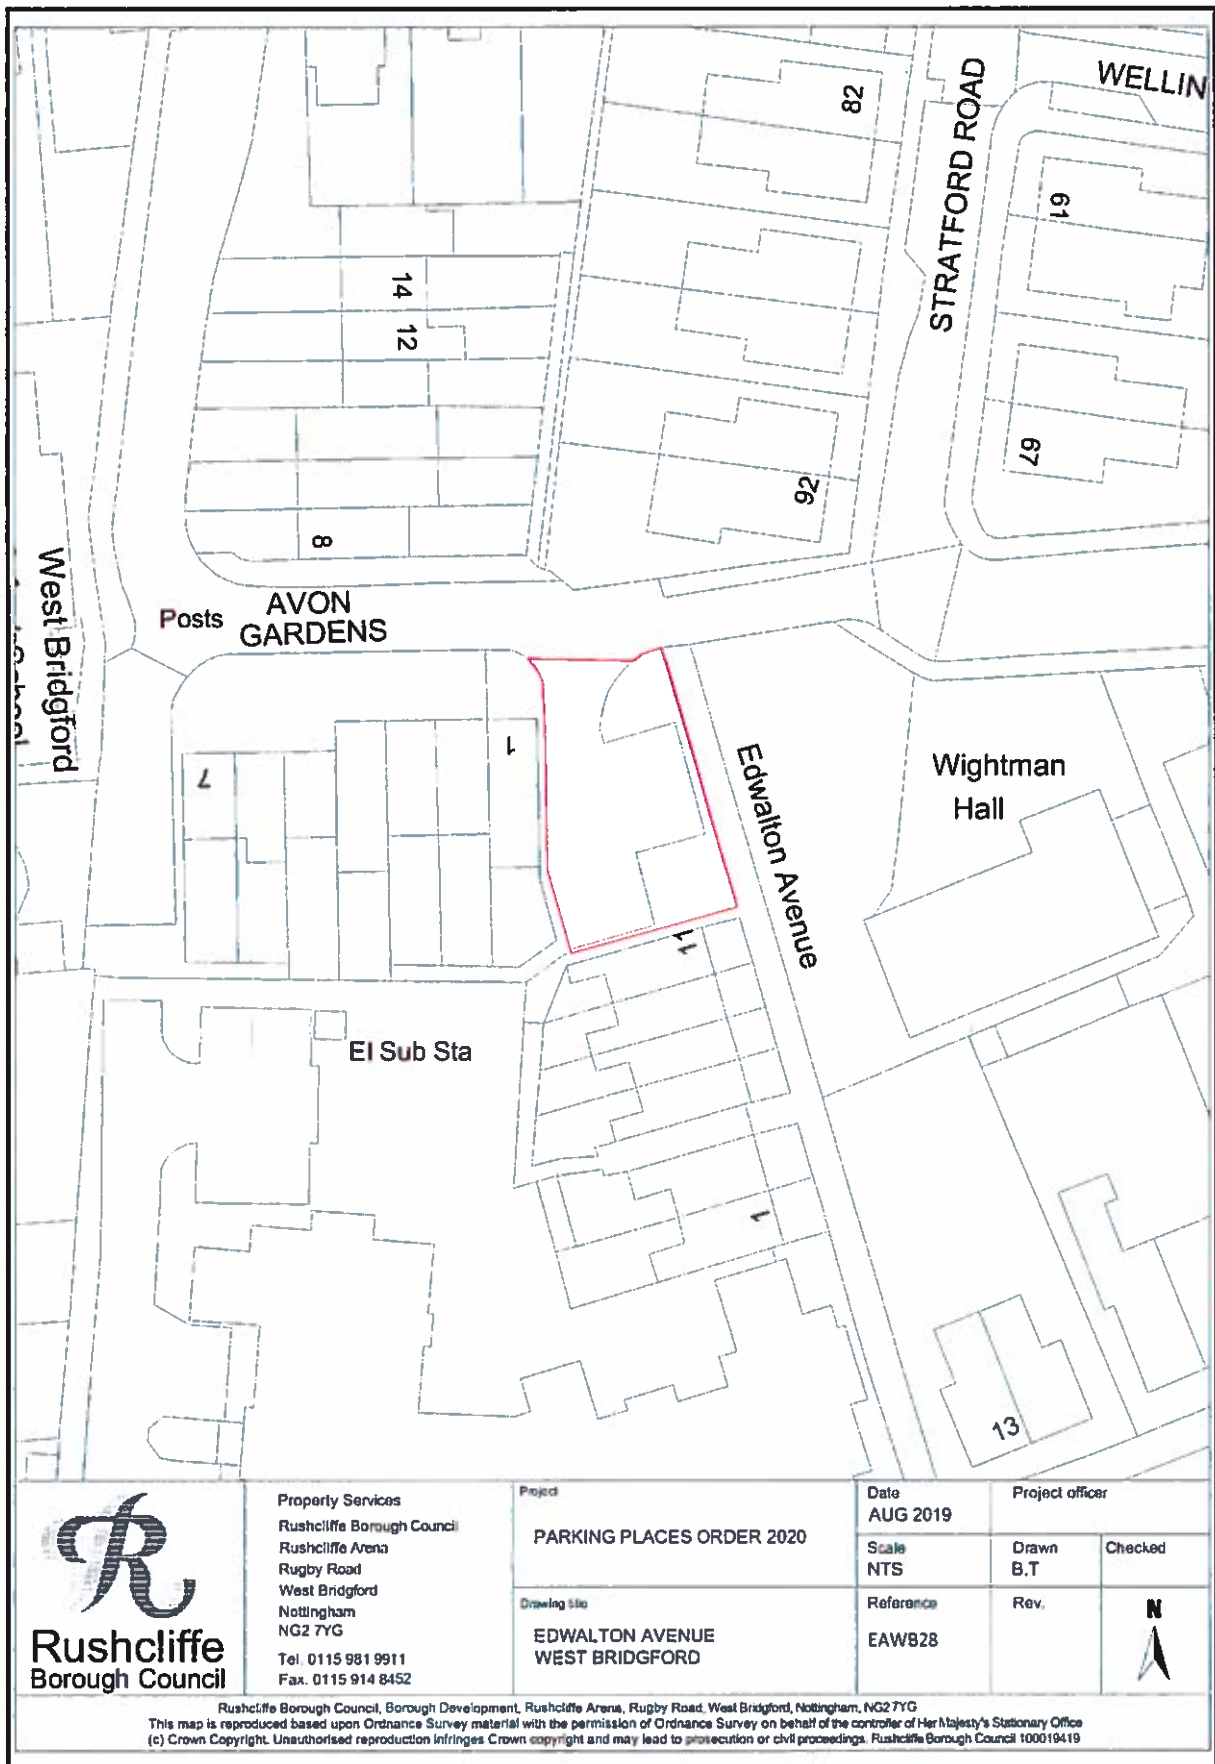 WELLIN
82
STRATFORD ROAD
61
14
12
67
92
8
West Bridgford
Posts
AVON
GARDENS
1
7
Edwalton Avenue
Wightman
Hall
11
El Sub Sta
1
13
Rushcliffe
Borough Council
Property Services
Rushcliffe Borough Council
Rushcliffe Arena
Rugby Road
West Bridgford
Nottingham
NG2 7YG
Tel. 0115 981 9911
Fax. 0115 914 8452
Project
PARKING PLACES ORDER 2020
Drawing title
EDWALTON AVENUE
WEST BRIDGFORD
Date
AUG 2019
Project officer
Scale
NTS
Drawn
B.T
Checked
Reference
EAWB28
Rev.
N
Rushcliffe Borough Council, Borough Development, Rushcliffe Arena, Rugby Road, West Bridgford, Nottingham, NG2 7YG
This map is reproduced based upon Ordnance Survey material with the permission of Ordnance Survey on behalf of the controller of Her Majesty's Stationary Office
(c) Crown Copyright. Unauthorised reproduction infringes Crown copyright and may lead to prosecution or civil proceedings. Rushcliffe Borough Council 100019419